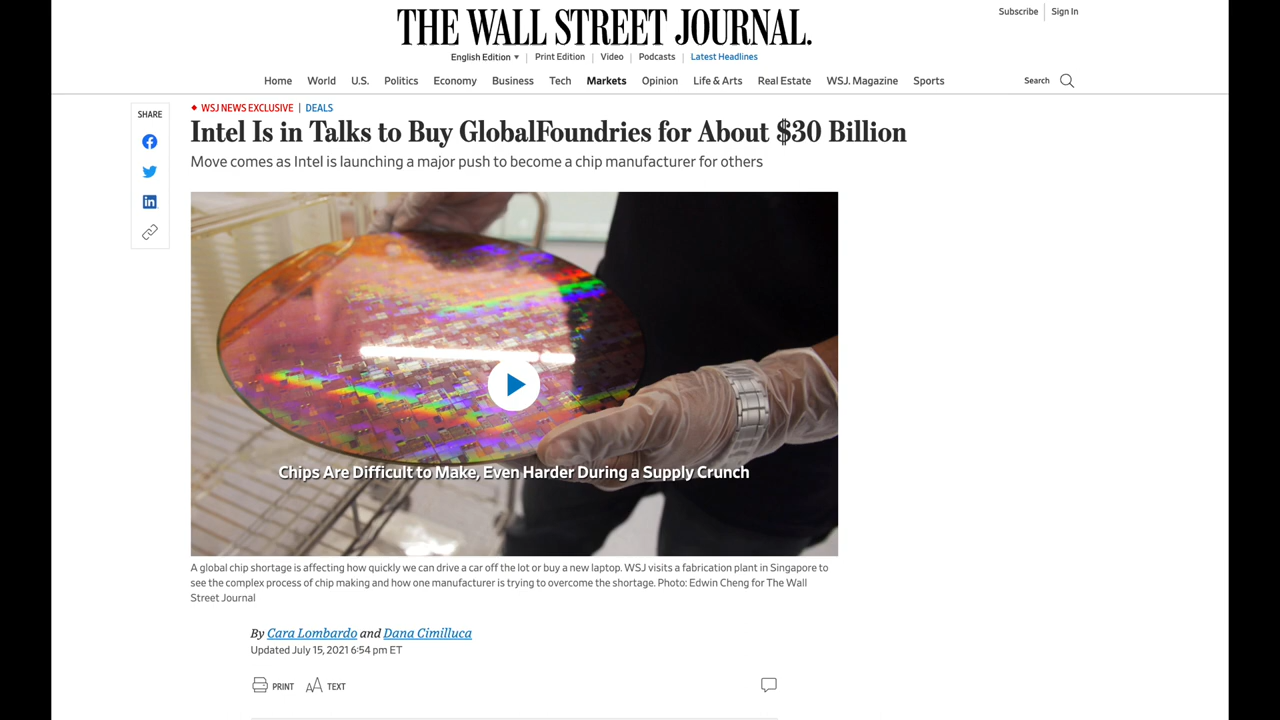 THE WALL STREET JOURNAL.
Subscribe Sign In
English Edition Print Edition Video Podcasts Latest Headlines
Home World U.S. Politics Economy Business Tech Markets Opinion Life & Arts Real Estate WSJ. Magazine Sports Search
SHARE
WSJ NEWS EXCLUSIVE | DEALS
Intel Is in Talks to Buy GlobalFoundries for About $30 Billion
Move comes as Intel is launching a major push to become a chip manufacturer for others
Chips Are Difficult to Make, Even Harder During a Supply Crunch
A global chip shortage is affecting how quickly we can drive a car off the lot or buy a new laptop. WSJ visits a fabrication plant in Singapore to
see the complex process of chip making and how one manufacturer is trying to overcome the shortage. Photo: Edwin Cheng for The Wall
Street Journal
By Cara Lombardo and Dana Cimilluca
Updated July 15, 2021 6:54 pm ET
PRINT AA TEXT